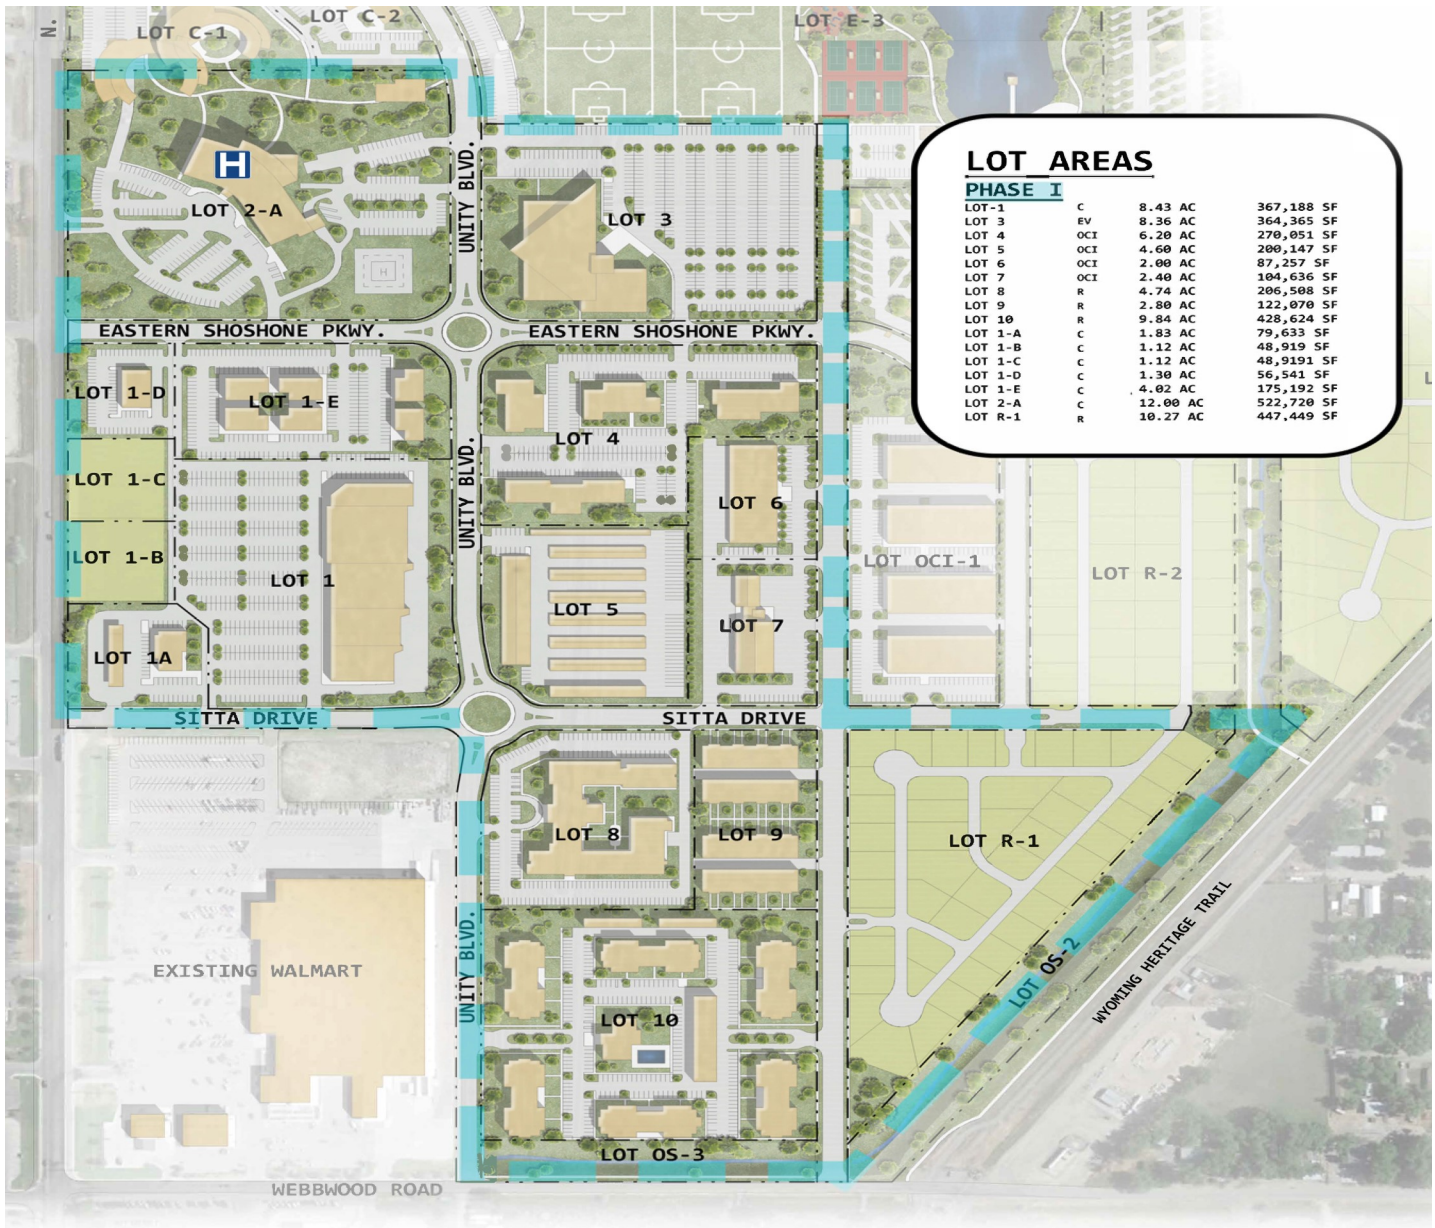 N.
LOT C-1
LOT C-2
LOT E-3
H
LOT 2-A
H
UNITY BLVD.
LOT 3
LOT AREAS
PHASE I
LOT-1 C 8.43 AC 367,188 SF
LOT 3 EV 8.36 AC 364,365 SF
LOT 4 OCI 6.20 AC 270,051 SF
LOT 5 OCI 4.60 AC 200,147 SF
LOT 6 OCI 2.00 AC 87,257 SF
LOT 7 OCI 2.40 AC 104,636 SF
LOT 8 R 4.74 AC 206,508 SF
LOT 9 R 2.80 AC 122,070 SF
LOT 10 R 9.84 AC 428,624 SF
LOT 1-A C 1.83 AC 79,633 SF
LOT 1-B C 1.12 AC 48,919 SF
LOT 1-C C 1.12 AC 48,9191 SF
LOT 1-D C 1.30 AC 56,541 SF
LOT 1-E C 4.02 AC 175,192 SF
LOT 2-A C 12.00 AC 522,720 SF
LOT R-1 R 10.27 AC 447,449 SF
EASTERN SHOSHONE PKWY.
EASTERN SHOSHONE PKWY.
LOT 1-D
LOT 1-E
LOT 4
LOT 1-C
LOT 6
UNITY BLVD.
LOT 1-B
LOT 1
LOT 5
LOT 7
LOT OCI-1
LOT R-2
LOT 1A
SITTA DRIVE
SITTA DRIVE
LOT 8
LOT 9
LOT R-1
EXISTING WALMART
UNITY BLVD.
LOT 10
LOT OS-2
WYOMING HERITAGE TRAIL
LOT OS-3
WEBBWOOD ROAD